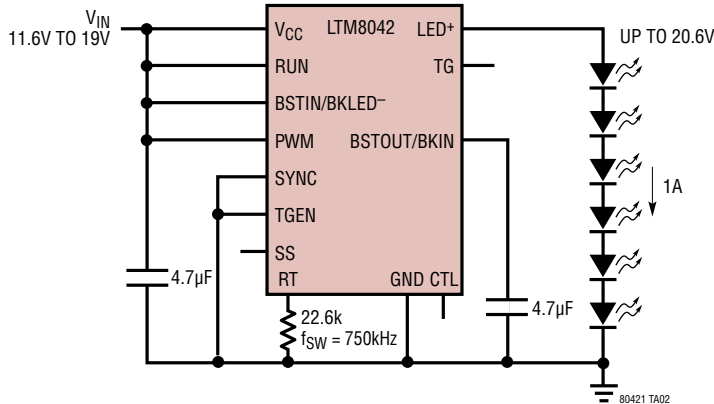 VIN
11.6V TO 19V
VCC
LTM8042
LED+
UP TO 20.6V
RUN
TG
BSTIN/BKLED–
PWM
BSTOUT/BKIN
SYNC
1A
TGEN
SS
4.7µF
RT
GND
CTL
22.6k
fSW = 750kHz
4.7µF
80421 TA02